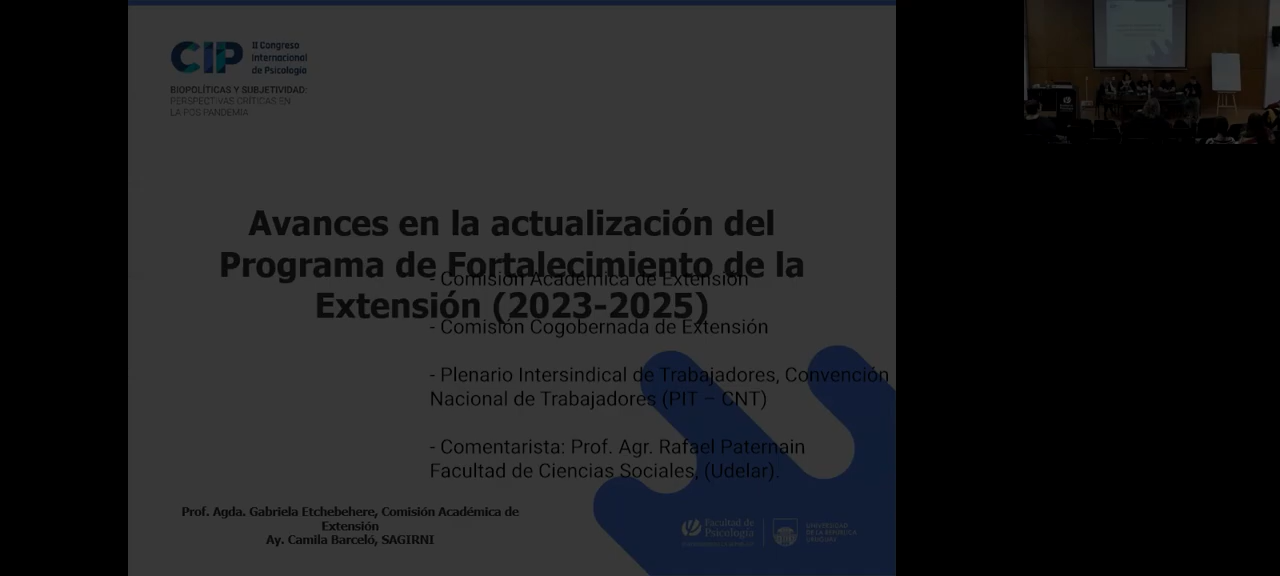 CIP
II Congreso
Internacional
de Psicología
BIOPOLÍTICAS Y SUBJETIVIDAD:
PERSPECTIVAS CRÍTICAS EN
LA POS PANDEMIA
Avances en la actualización del
Programa de Fortalecimiento de la
Extensión (2023-2025)
- Comisión Académica de Extensión
- Comisión Cogobernada de Extensión
- Plenario Intersindical de Trabajadores, Convención
Nacional de Trabajadores (PIT – CNT)
- Comentarista: Prof. Agr. Rafael Paternain
Facultad de Ciencias Sociales, (Udelar).
Prof. Agda. Gabriela Etchebehere, Comisión Académica de
Extensión
Ay. Camila Barceló, SAGIRNI
Facultad de
Psicología
UNIVERSIDAD
DE LA REPÚBLICA
URUGUAY